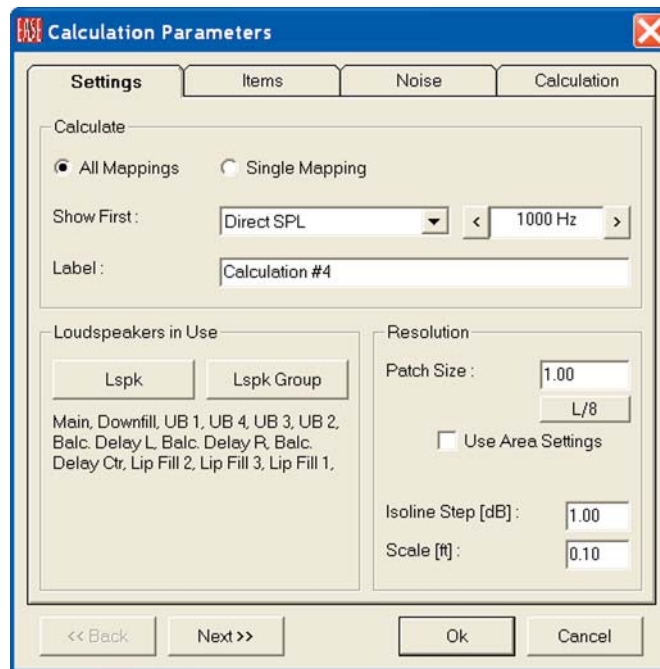 EASE Calculation Parameters
Settings Items Noise Calculation
Calculate
All Mappings Single Mapping
Show First : Direct SPL < 1000 Hz >
Label : Calculation #4
Loudspeakers in Use
Lspk Lspk Group
Main, Downfill, UB 1, UB 4, UB 3, UB 2,
Balc. Delay L, Balc. Delay R, Balc.
Delay Ctr, Lip Fill 2, Lip Fill 3, Lip Fill 1,
Resolution
Patch Size : 1.00
L/8
Use Area Settings
Isoline Step [dB] : 1.00
Scale [ft] : 0.10
<< Back Next >> Ok Cancel